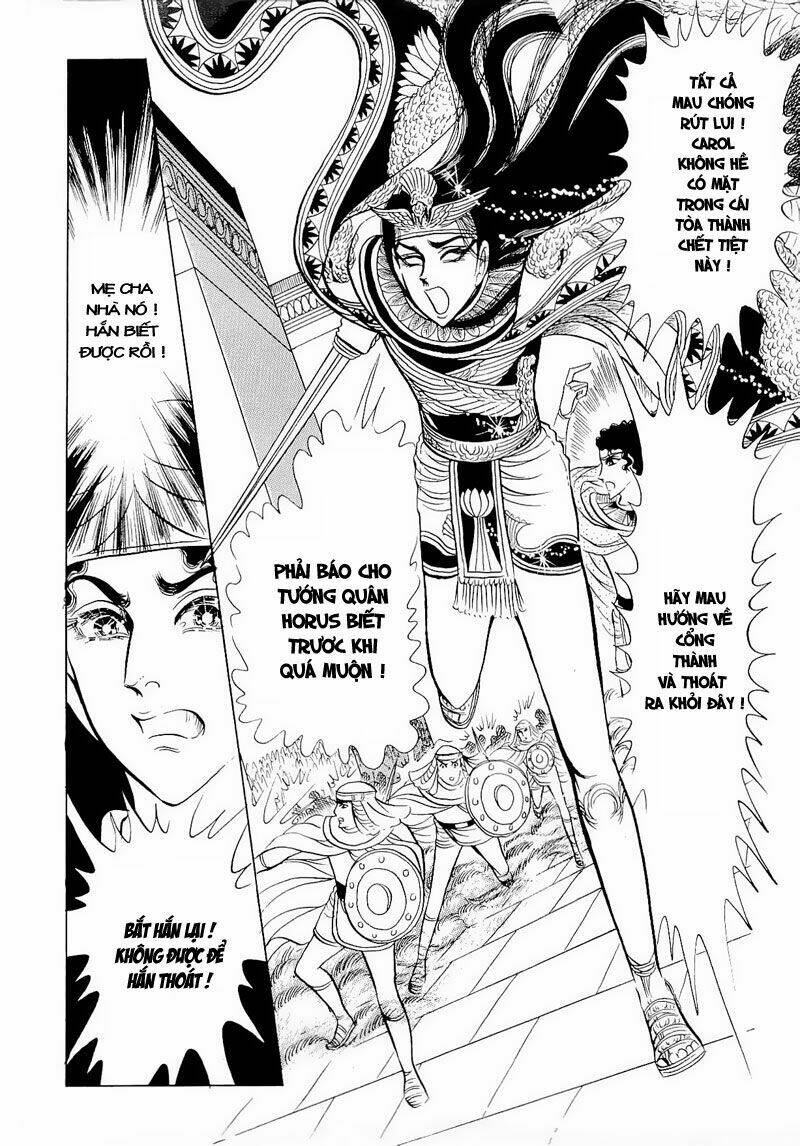 TẤT CẢ
MAU CHÓNG
RÚT LUI !
CAROL
KHÔNG HỀ
CÓ MẶT
TRONG CÁI
TÒA THÀNH
CHẾT TIỆT
NÀY !
MẸ CHA
NHÀ NÓ !
HẮN BIẾT
ĐƯỢC RỒI !
PHẢI BÁO CHO
TƯỚNG QUÂN
HORUS BIẾT
TRƯƠC KHI
QUÁ MUỘN !
HÃY MAU
HƯỚNG VỀ
CỔNG
THÀNH
VÀ THOÁT
RA KHỎI ĐÂY !
BẮT HẮN LẠI !
KHÔNG ĐƯỢC ĐỂ
HẮN THOÁT !